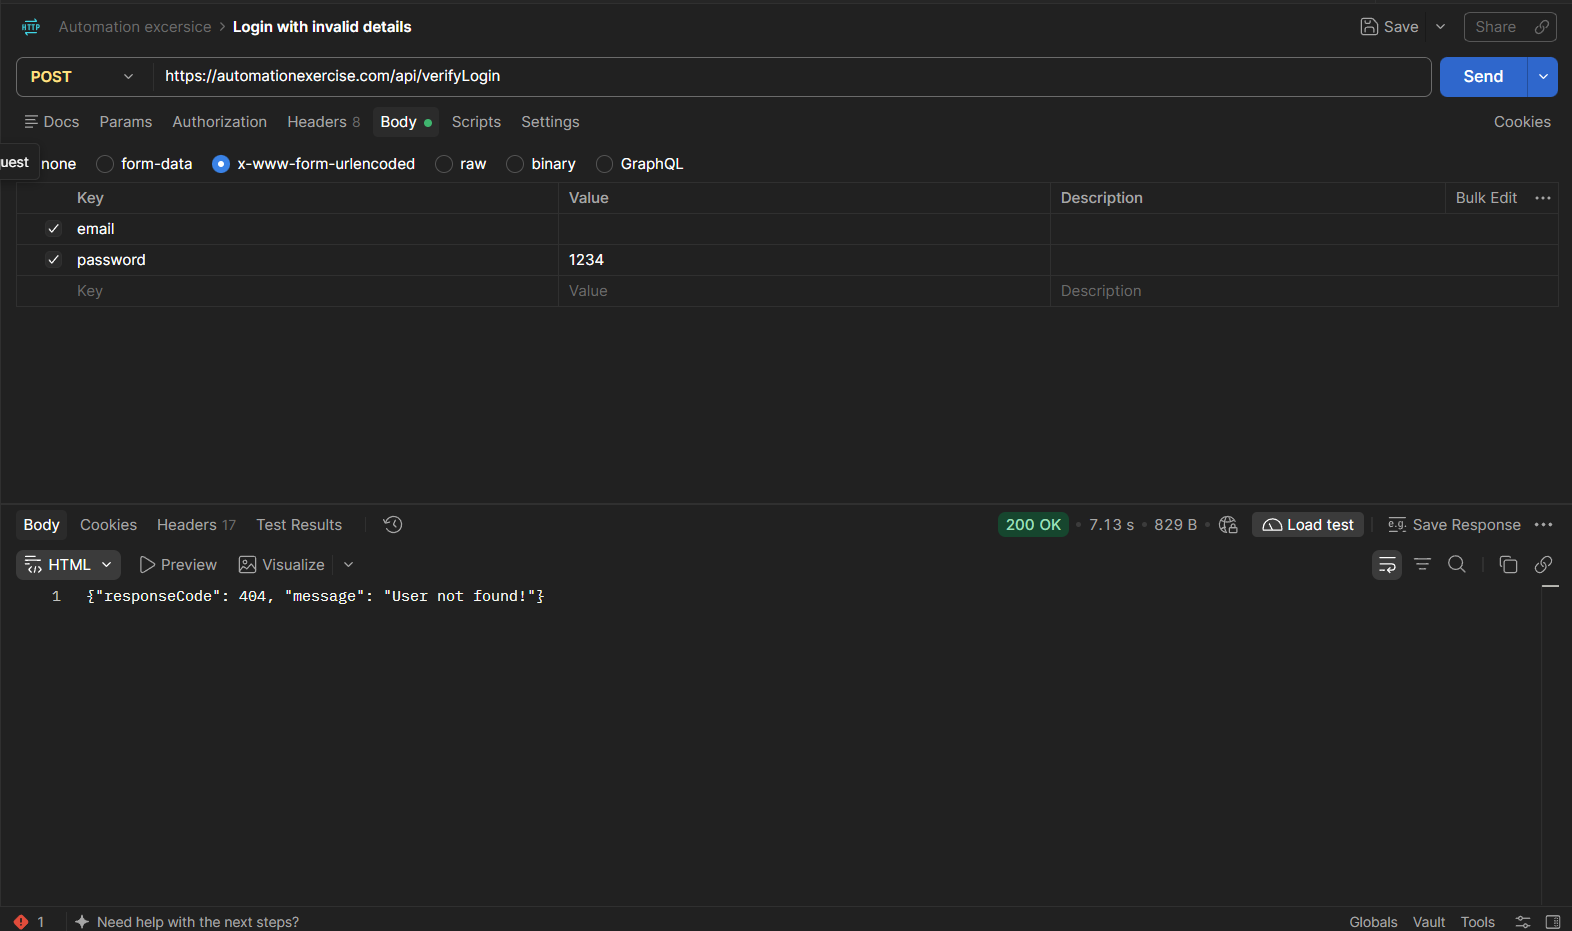 HTTP Automation excersice > Login with invalid details Save Share
POST https://automationexercise.com/api/verifyLogin Send
Docs Params Authorization Headers 8 Body Scripts Settings Cookies
uest none form-data x-www-form-urlencoded raw binary GraphQL
Key Value Description Bulk Edit
email
password 1234
Key Value Description
Body Cookies Headers 17 Test Results 200 OK 7.13 s 829 B Load test e.g. Save Response
HTML Preview Visualize
1 {"responseCode": 404, "message": "User not found!"}
1 Need help with the next steps? Globals Vault Tools